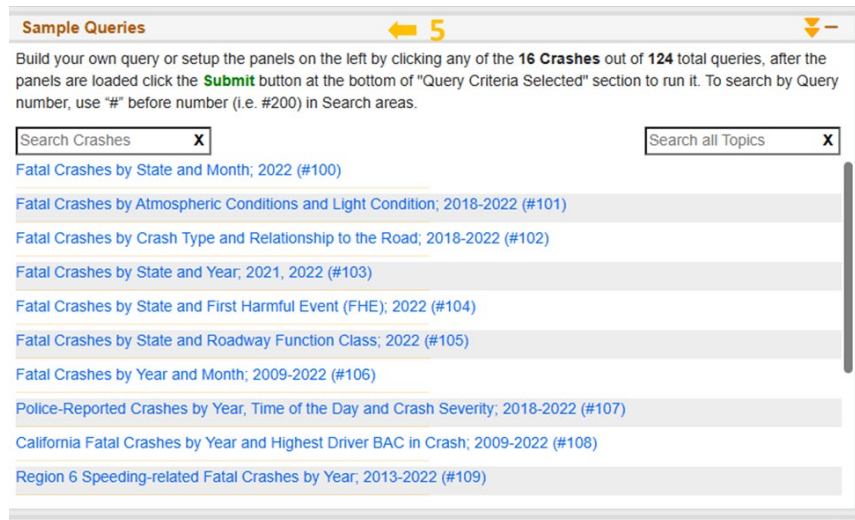 Sample Queries
5
Build your own query or setup the panels on the left by clicking any of the 16 Crashes out of 124 total queries, after the
panels are loaded click the Submit button at the bottom of "Query Criteria Selected" section to run it. To search by Query
number, use “#” before number (i.e. #200) in Search areas.
Search Crashes X
Search all Topics X
Fatal Crashes by State and Month; 2022 (#100)
Fatal Crashes by Atmospheric Conditions and Light Condition; 2018-2022 (#101)
Fatal Crashes by Crash Type and Relationship to the Road; 2018-2022 (#102)
Fatal Crashes by State and Year; 2021, 2022 (#103)
Fatal Crashes by State and First Harmful Event (FHE); 2022 (#104)
Fatal Crashes by State and Roadway Function Class; 2022 (#105)
Fatal Crashes by Year and Month; 2009-2022 (#106)
Police-Reported Crashes by Year, Time of the Day and Crash Severity; 2018-2022 (#107)
California Fatal Crashes by Year and Highest Driver BAC in Crash; 2009-2022 (#108)
Region 6 Speeding-related Fatal Crashes by Year; 2013-2022 (#109)